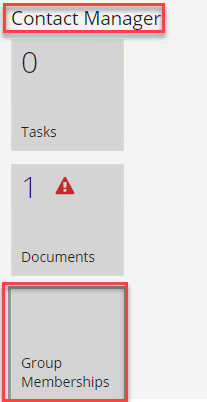 Contact Manager
0
Tasks
1
Documents
Group
Memberships